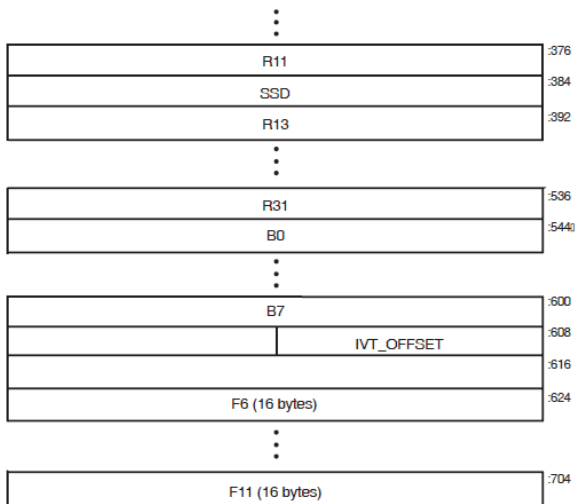 R11 :376
SSD :384
R13 :392
R31 :536
B0 :544▯
B7 :600
IVT_OFFSET :608
:616
F6 (16 bytes) :624
F11 (16 bytes) :704